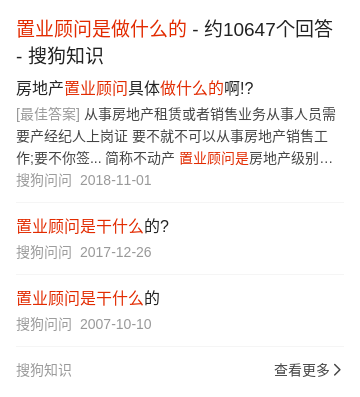 置业顾问是做什么的 - 约10647个回答
- 搜狗知识
房地产置业顾问具体做什么的啊!?
[最佳答案] 从事房地产租赁或者销售业务从事人员需
要产经纪人上岗证 要不就不可以从事房地产销售工
作;要不你签... 简称不动产 置业顾问是房地产级别…
搜狗问问 2018-11-01
置业顾问是干什么的?
搜狗问问 2017-12-26
置业顾问是干什么的
搜狗问问 2007-10-10
搜狗知识 查看更多